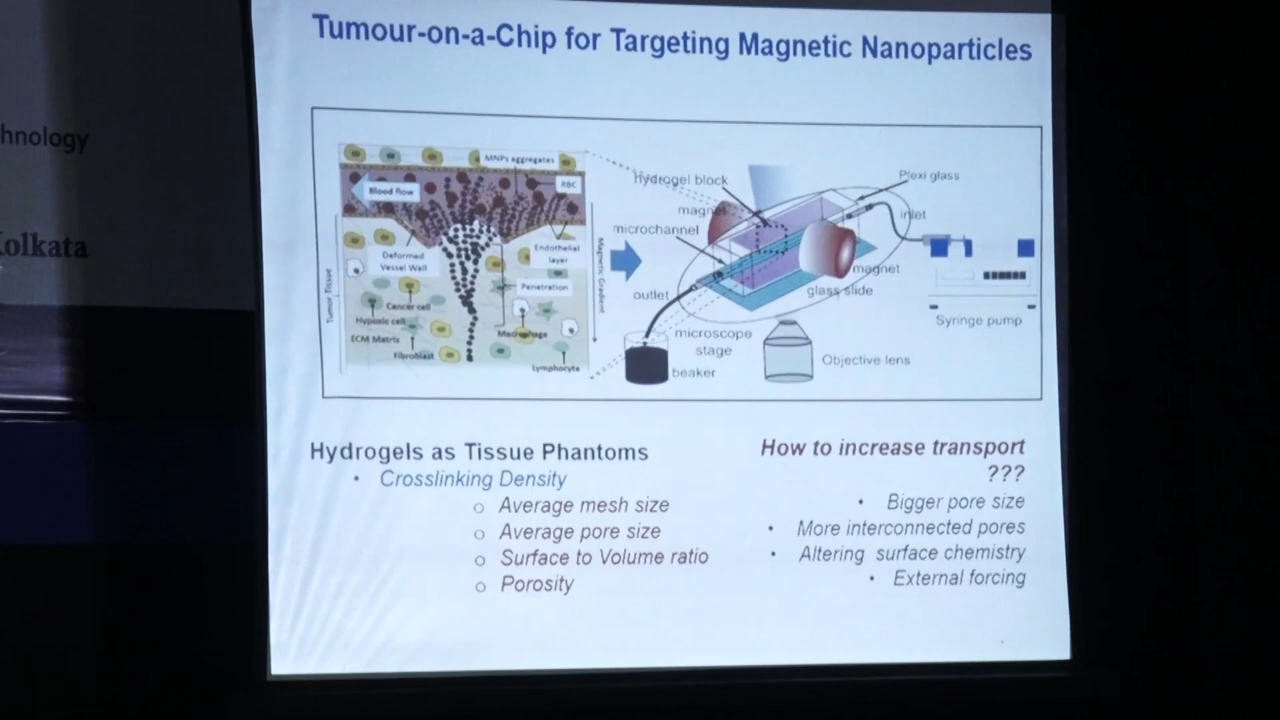 hnology
Kolkata
Tumour-on-a-Chip for Targeting Magnetic Nanoparticles
MNPs aggregates
RBC
Blood flow
Deformed
Vessel Wall
Endothelial
layer
Penetration
Magnetic Gradient
Tumor Tissue
Cancer cell
Hypoxic cell
ECM Matrix
Macrophage
Fibroblast
Lymphocyte
Hydrogel block
magnet
microchannel
Plexi glass
inlet
magnet
glass slide
outlet
microscope
stage
beaker
Objective lens
Syringe pump
Hydrogels as Tissue Phantoms
• Crosslinking Density
o Average mesh size
o Average pore size
o Surface to Volume ratio
o Porosity
How to increase transport
???
• Bigger pore size
• More interconnected pores
• Altering surface chemistry
• External forcing